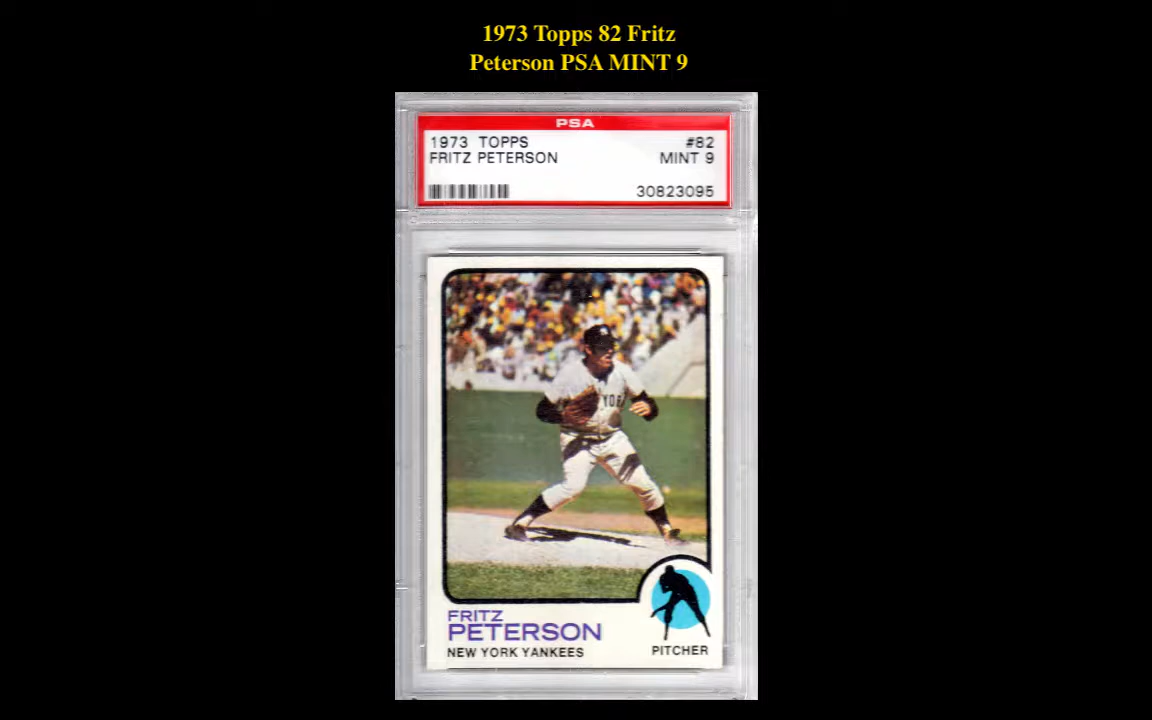 1973 Topps 82 Fritz
Peterson PSA MINT 9
PSA
1973 TOPPS #82
FRITZ PETERSON MINT 9
30823095
YOR
FRITZ
PETERSON
NEW YORK YANKEES
PITCHER